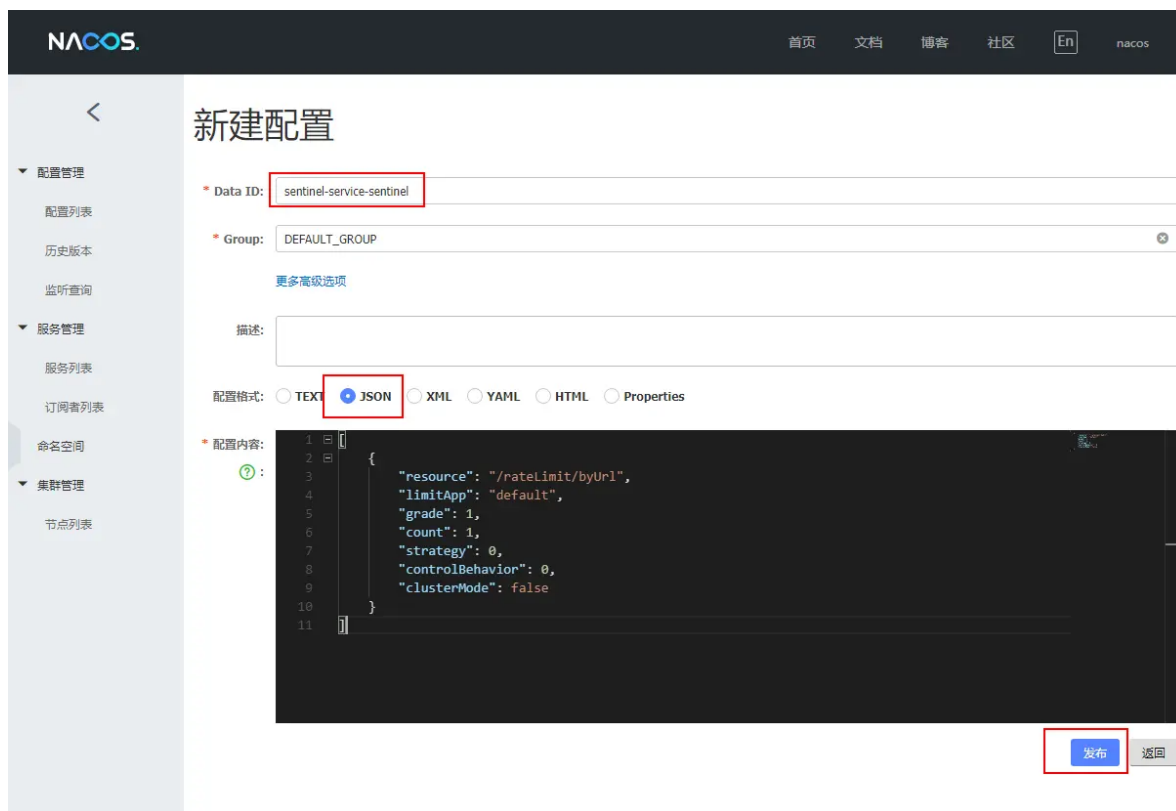 NACOS.
首页 文档 博客 社区 En nacos
新建配置
配置管理
配置列表
历史版本
监听查询
服务管理
服务列表
订阅者列表
命名空间
集群管理
节点列表
* Data ID: sentinel-service-sentinel
* Group: DEFAULT_GROUP
更多高级选项
描述:
配置格式: TEXT JSON XML YAML HTML Properties
* 配置内容:
? :
1 [
2 {
3 "resource": "/rateLimit/byUrl",
4 "limitApp": "default",
5 "grade": 1,
6 "count": 1,
7 "strategy": 0,
8 "controlBehavior": 0,
9 "clusterMode": false
10 }
11 ]
发布 返回